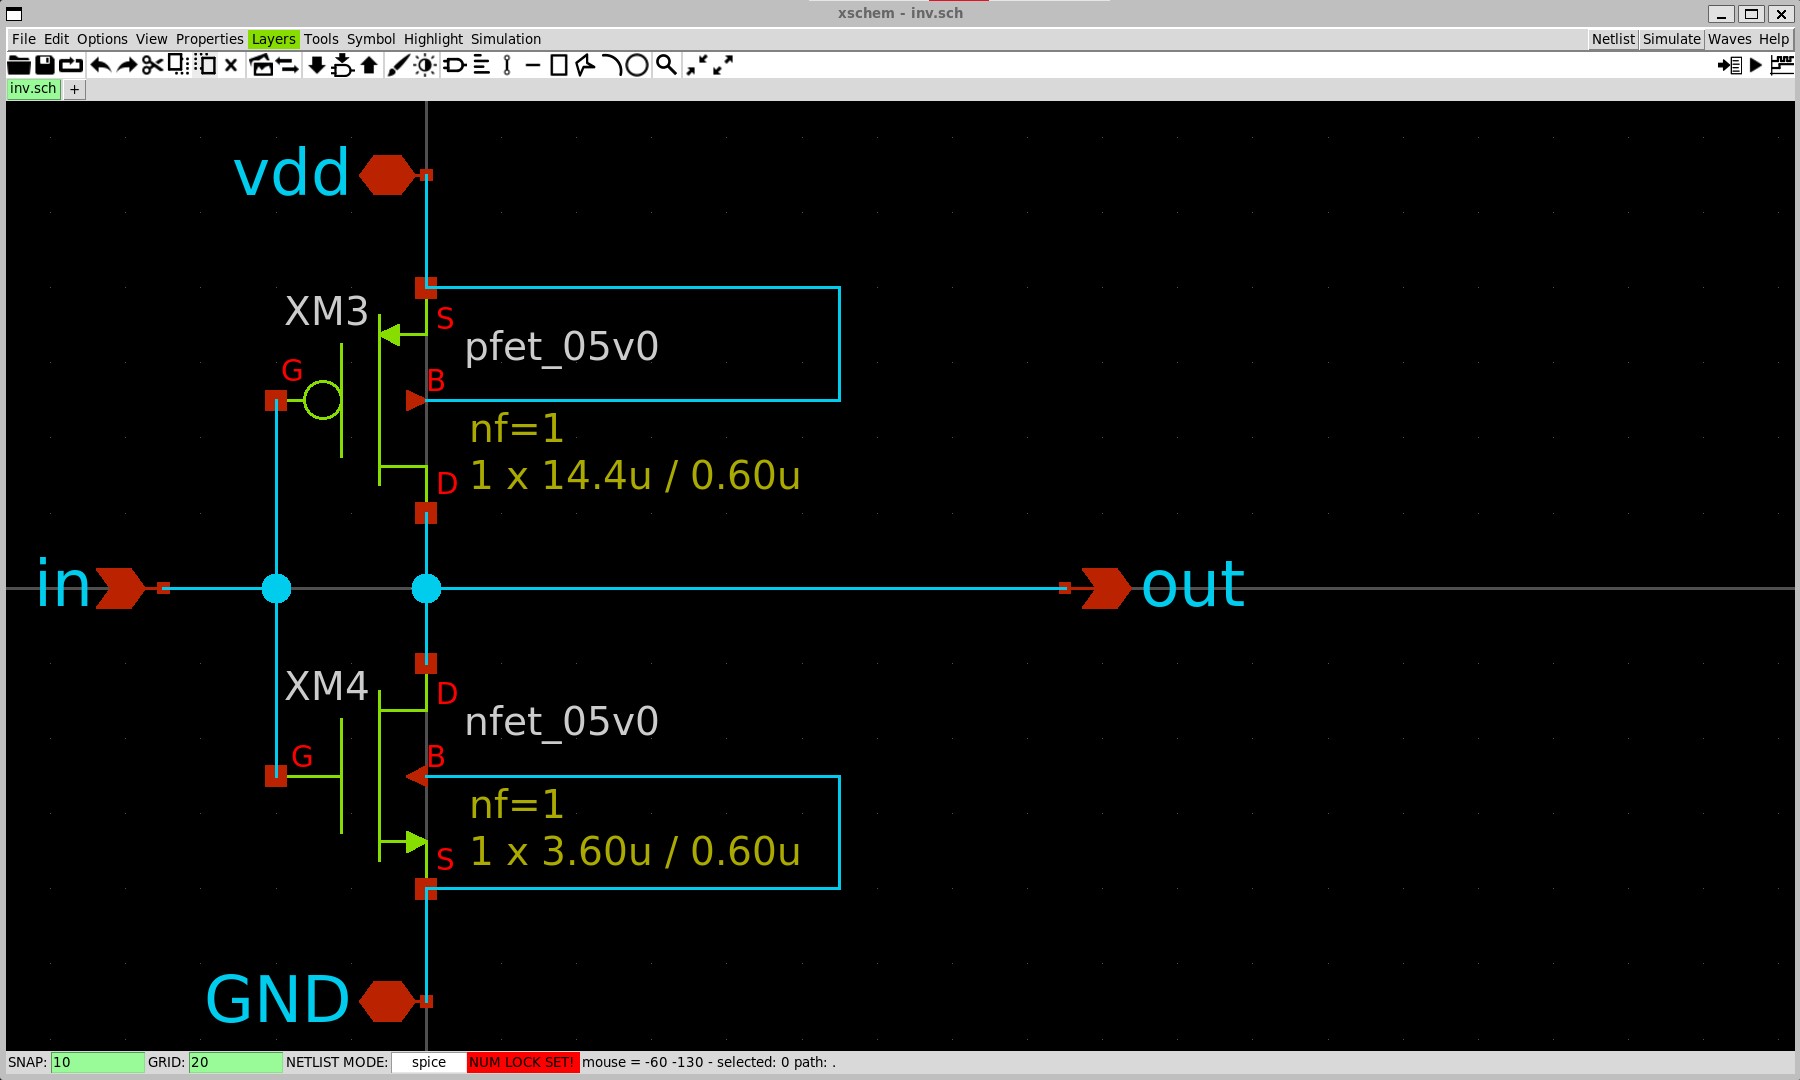 xschem - inv.sch
File Edit Options View Properties Layers Tools Symbol Highlight Simulation Netlist Simulate Waves Help
inv.sch +
vdd
XM3
S
pfet_05v0
G
B
nf=1
1 x 14.4u / 0.60u
D
in
out
XM4
D
nfet_05v0
G
B
nf=1
1 x 3.60u / 0.60u
S
GND
SNAP: 10 GRID: 20 NETLIST MODE: spice NUM LOCK SET! mouse = -60 -130 - selected: 0 path: .